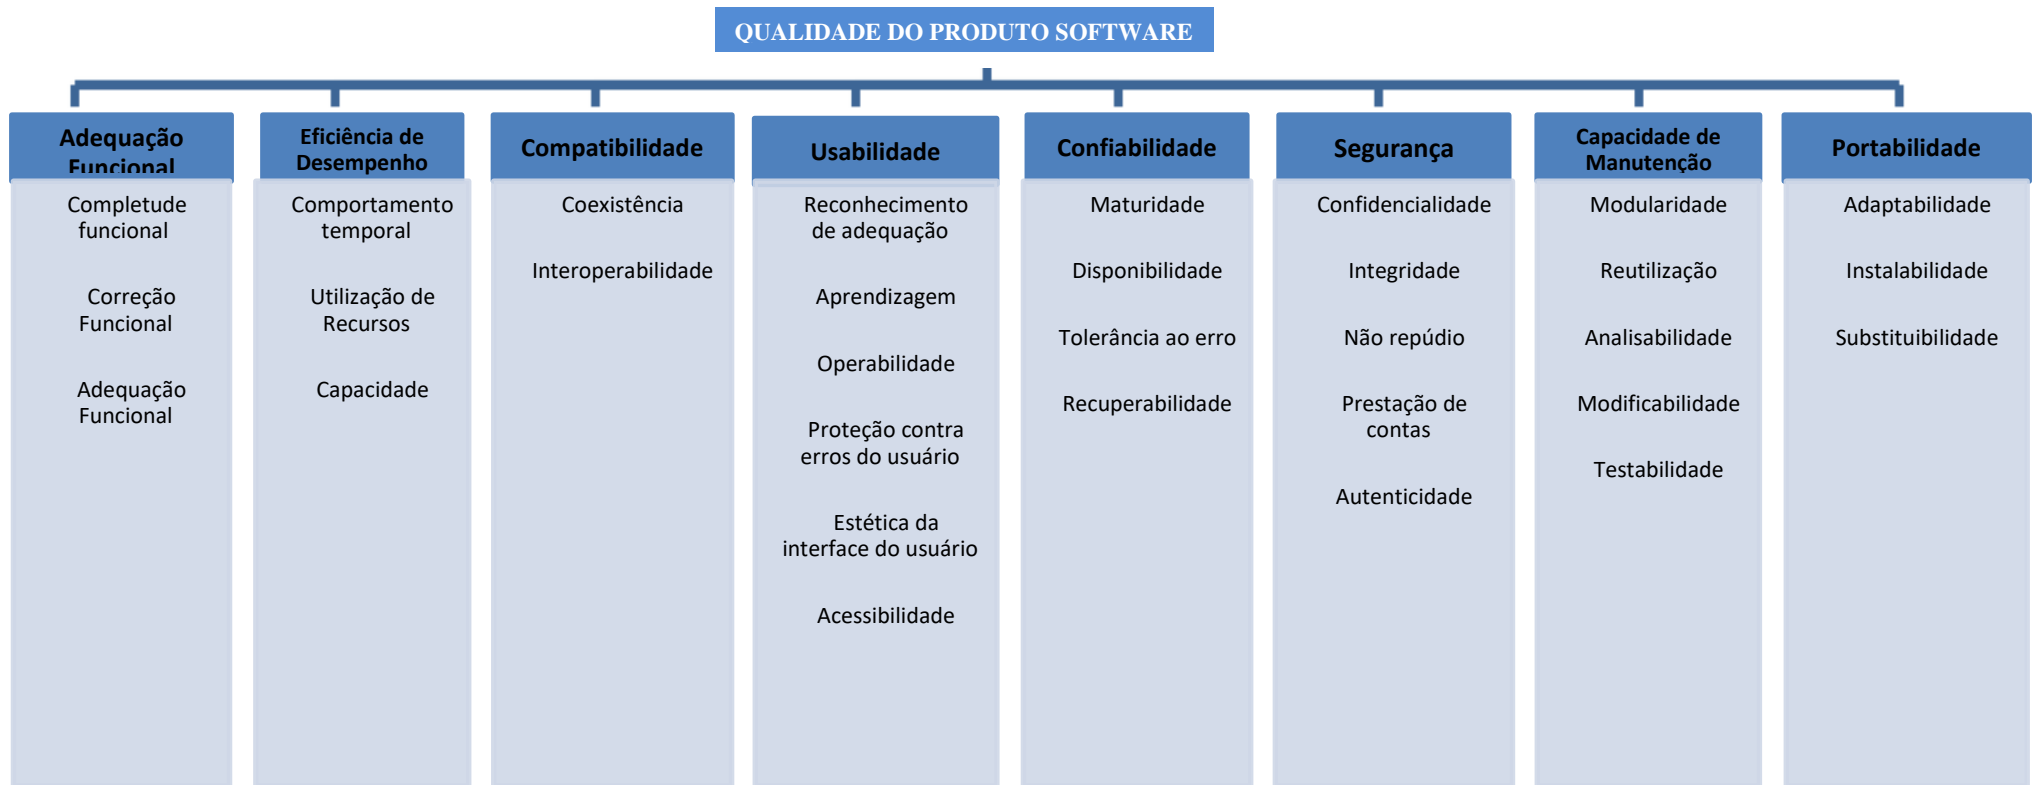 QUALIDADE DO PRODUTO SOFTWARE
Adequação
Funcional
Completude
funcional
Correção
Funcional
Adequação
Funcional
Eficiência de
Desempenho
Comportamento
temporal
Utilização de
Recursos
Capacidade
Compatibilidade
Coexistência
Interoperabilidade
Usabilidade
Reconhecimento
de adequação
Aprendizagem
Operabilidade
Proteção contra
erros do usuário
Estética da
interface do usuário
Acessibilidade
Confiabilidade
Maturidade
Disponibilidade
Tolerância ao erro
Recuperabilidade
Segurança
Confidencialidade
Integridade
Não repúdio
Prestação de
contas
Autenticidade
Capacidade de
Manutenção
Modularidade
Reutilização
Analisabilidade
Modificabilidade
Testabilidade
Portabilidade
Adaptabilidade
Instalabilidade
Substituibilidade